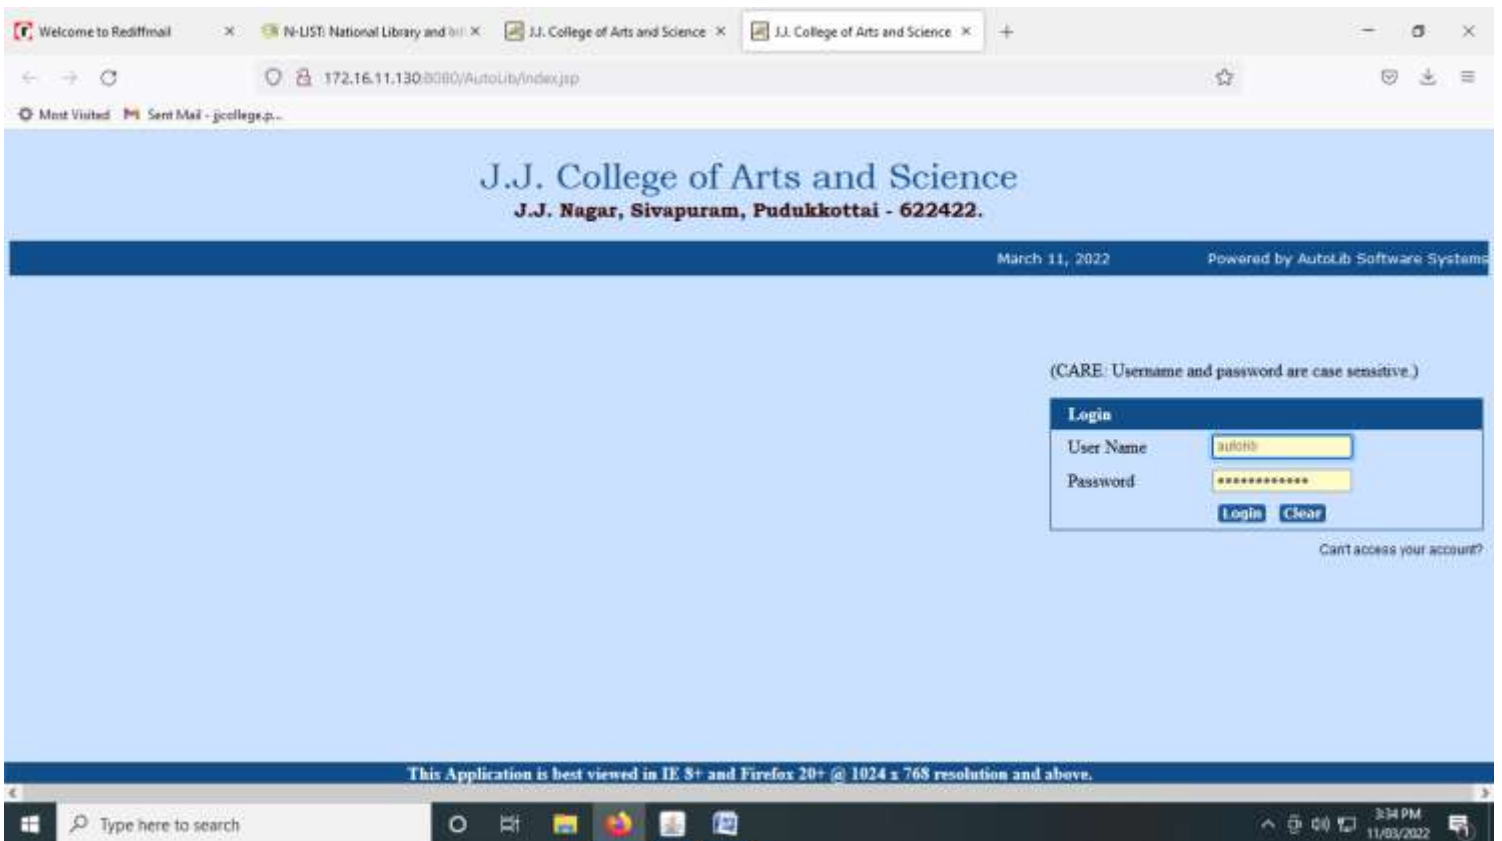 Welcome to Rediffmail
N-LIST: National Library and
J.J. College of Arts and Science
J.J. College of Arts and Science
172.16.11.130:8080/AutoLib/index.jsp
Most Visited
Sent Mail - jjcollege.p...
J.J. College of Arts and Science
J.J. Nagar, Sivapuram, Pudukkottai - 622422.
March 11, 2022
Powered by AutoLib Software Systems
(CARE: Username and password are case sensitive.)
Login
User Name autolib
Password ************
Login Clear
Can't access your account?
This Application is best viewed in IE 8+ and Firefox 20+ @ 1024 x 768 resolution and above.
Type here to search
3:34 PM
11/03/2022